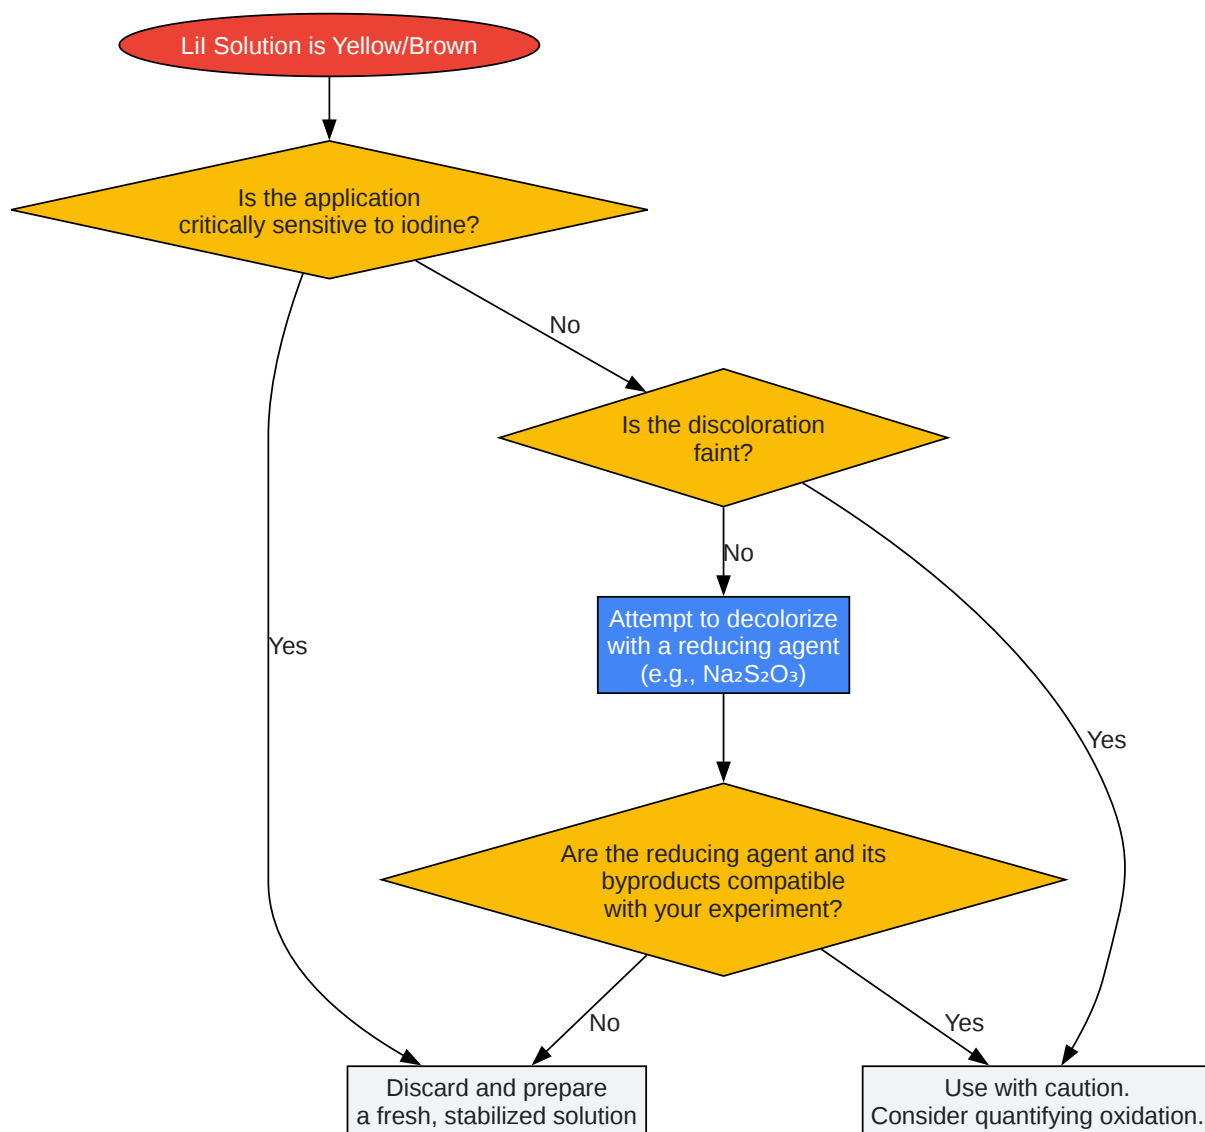 LiI Solution is Yellow/Brown
Is the application
critically sensitive to iodine?
No
Is the discoloration
faint?
No
Attempt to decolorize
with a reducing agent
(e.g., Na₂S₂O₃)
Yes
Yes
Are the reducing agent and its
byproducts compatible
with your experiment?
No
Yes
Discard and prepare
a fresh, stabilized solution
Use with caution.
Consider quantifying oxidation.